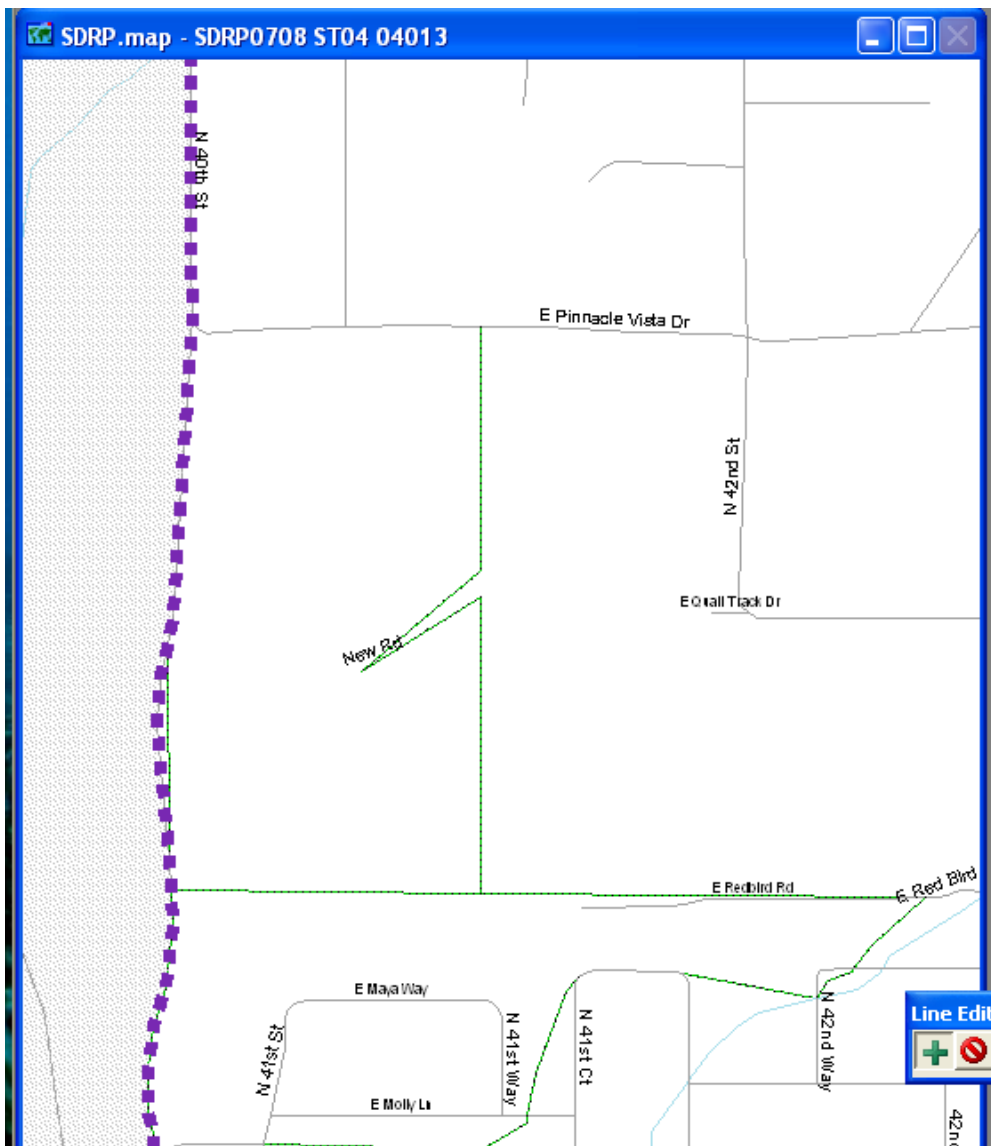 SDRP.map - SDRP0708 ST04 04013
N 40th St
E Pinnacle Vista Dr
N 42nd St
E Quail Track Dr
New Rd
E Redbird Rd
E Red Bird
E Maya Way
N 41st St
N 41st Way
N 41st Ct
N 42nd Way
Line Edit
E Molly Ln
42n